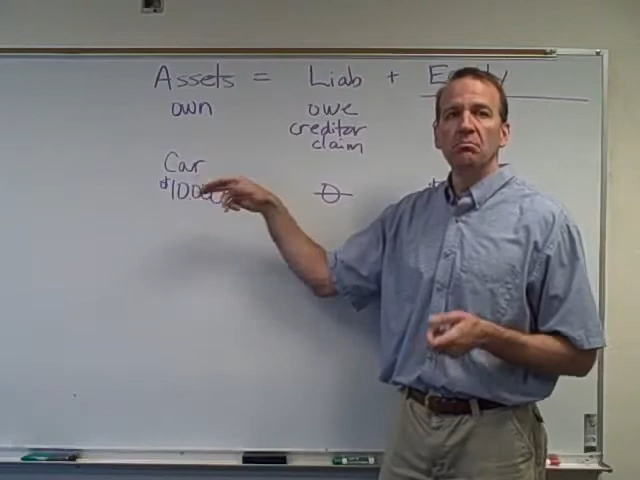 Assets = Liab +
own owe
creditor
claim
Car